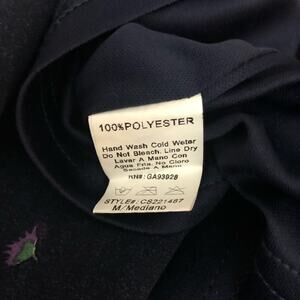 100%POLYESTER
Hand Wash Cold Weter
Do Not Bleach. Line Dry
Lavar A Mano Con
Agua Fria. No Cloro
Secado A Mano
RN#: GA93928
STYLE#: CS221487
M/Mediano